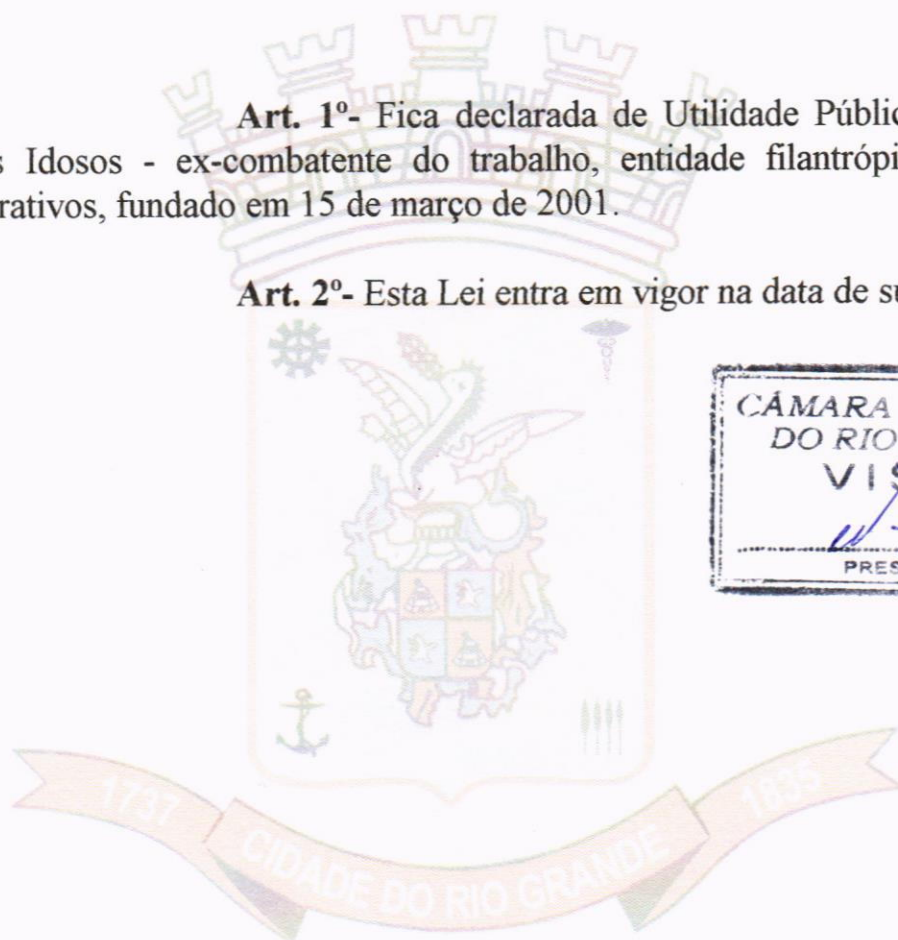 Art. 1º- Fica declarada de Utilidade Públic
s Idosos - ex-combatente do trabalho, entidade filantrópi
rativos, fundado em 15 de março de 2001.
Art. 2º- Esta Lei entra em vigor na data de su
CÂMARA
DO RIO
VIS
PRES
1737 1835
CIDADE DO RIO GRANDE